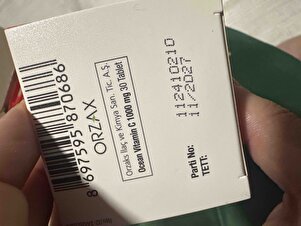 8 697595 870686
ORZAX
Orzaks İlaç ve Kimya San. Tic. A.Ş.
Ocean Vitamin C 1000 mg 30 Tablet
112410210
11/2027
Parti No:
TETT: